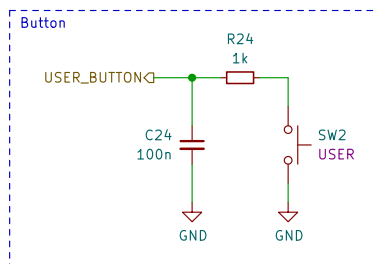 Button
R24
1k
USER_BUTTON
C24
100n
SW2
USER
GND
GND